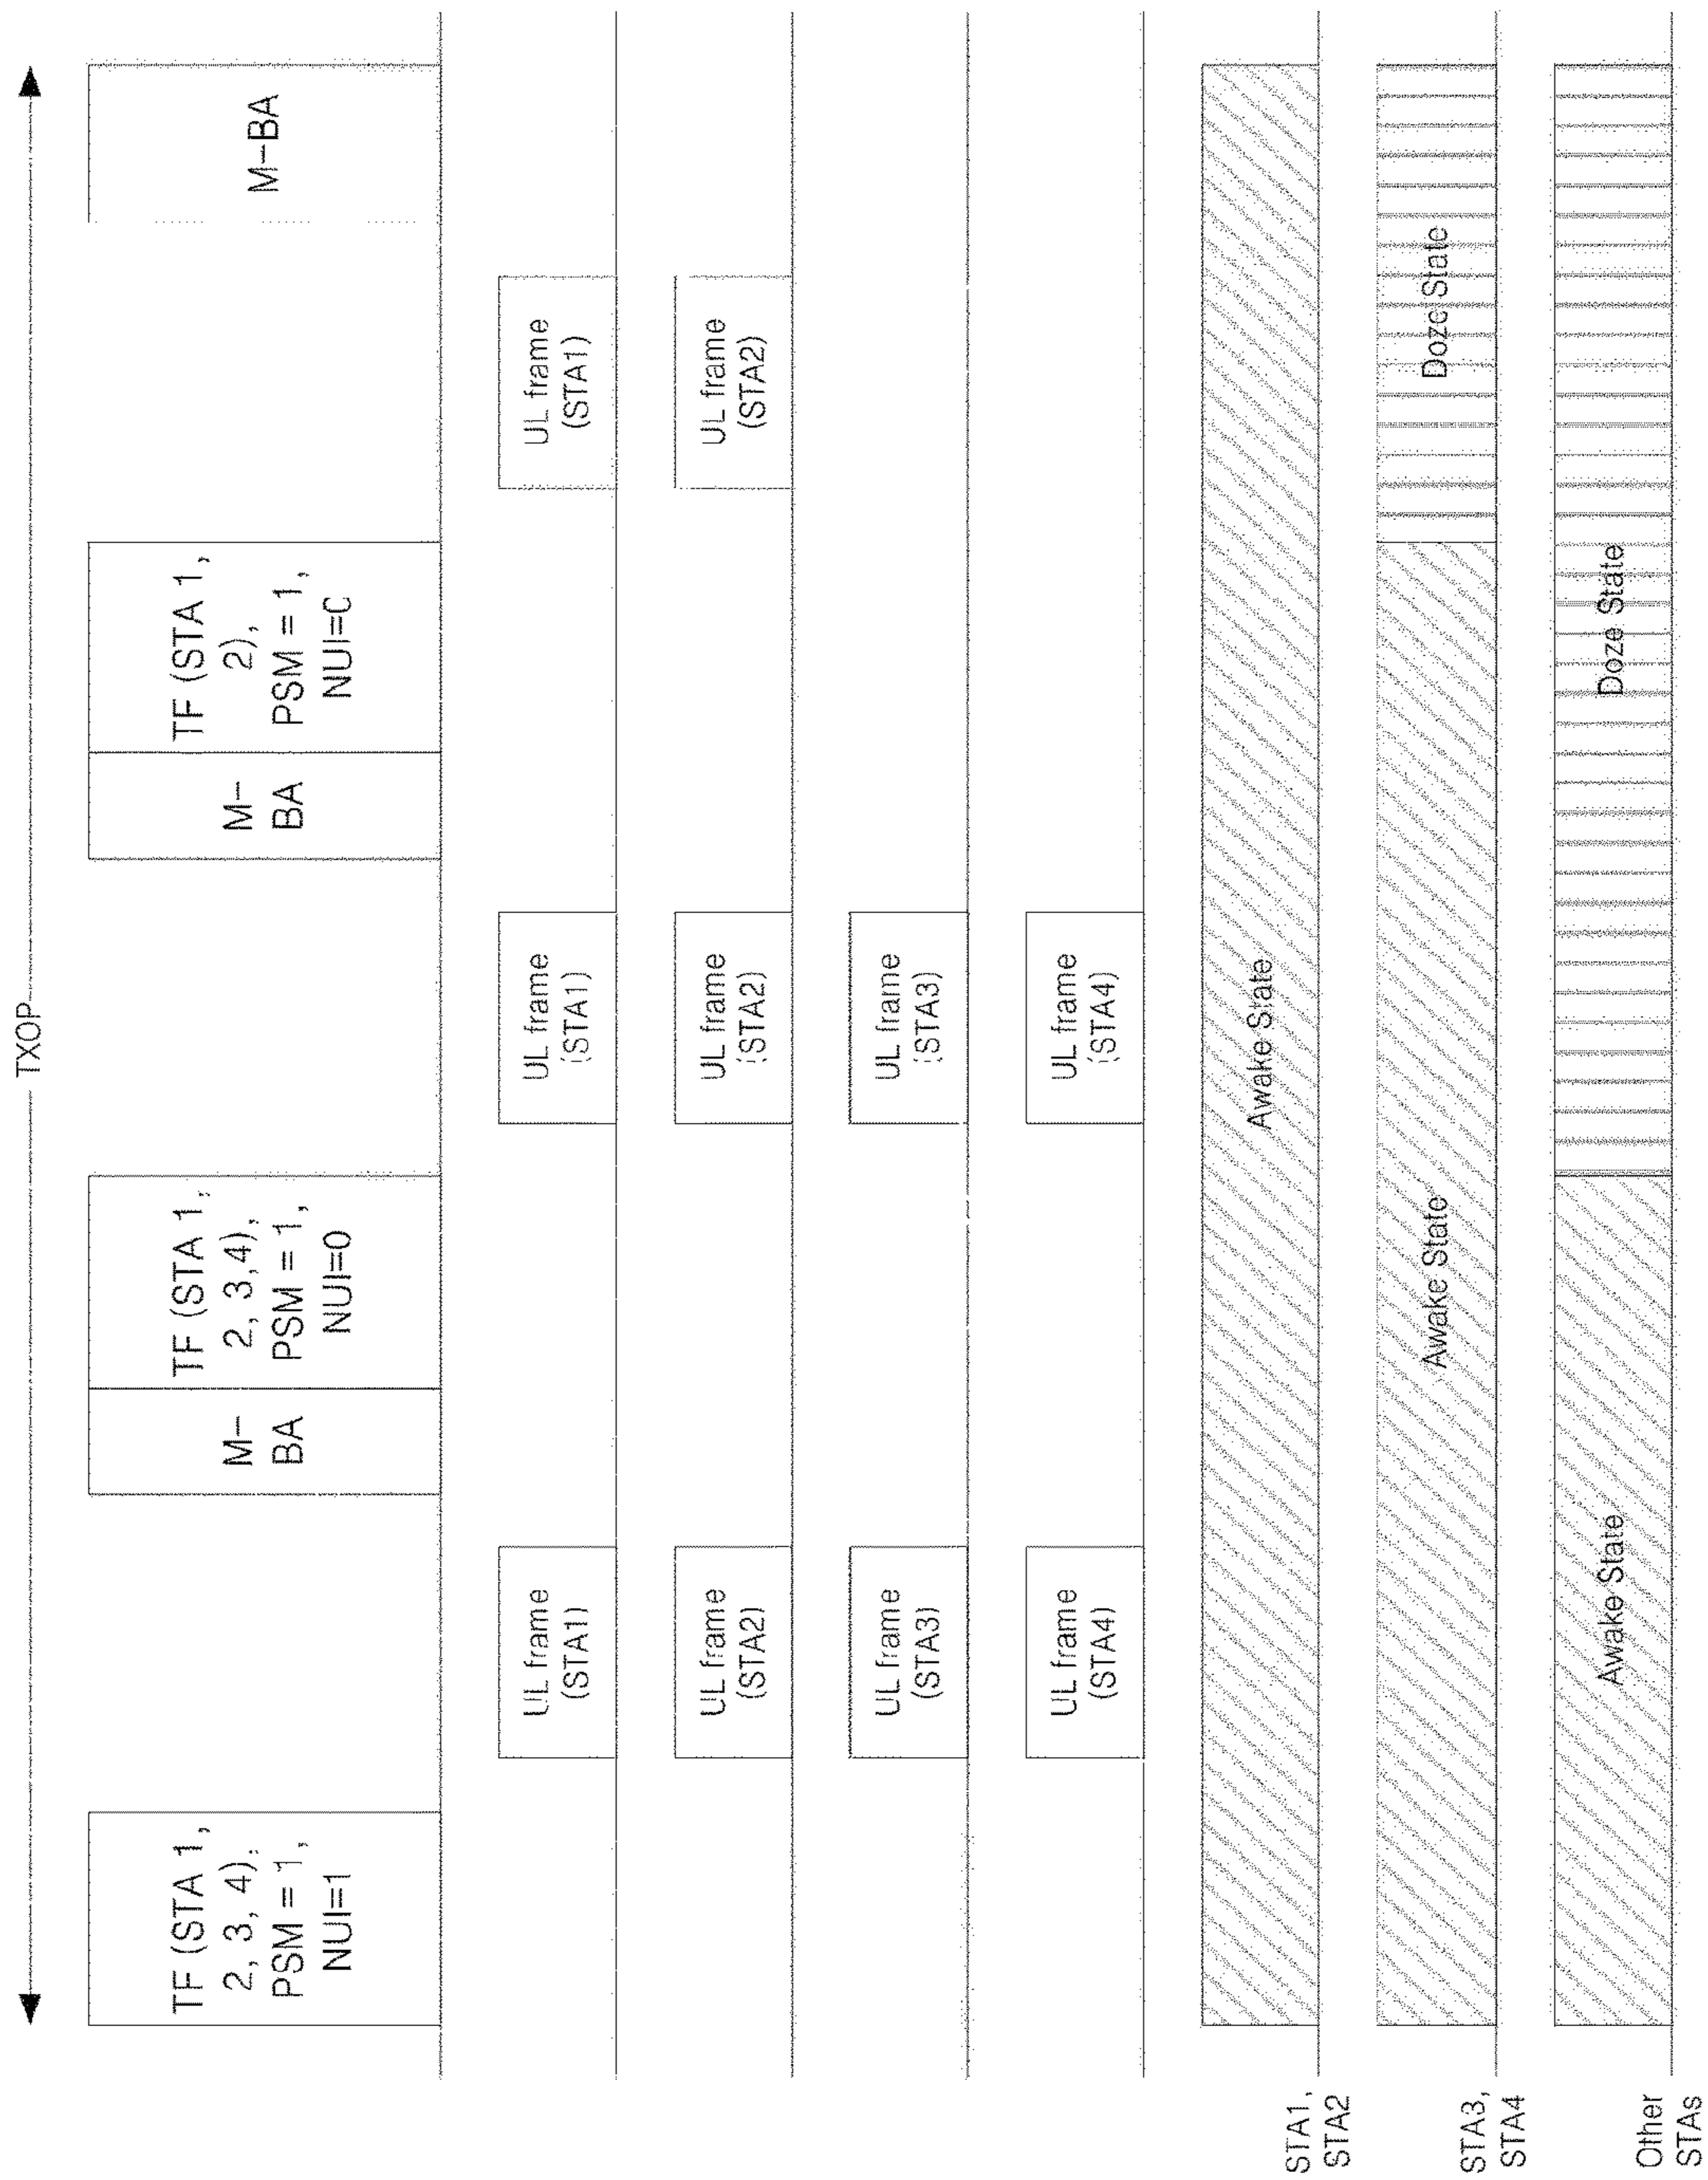 TXOP
TF (STA 1,
2, 3, 4),
PSM = 1,
NUI=1
M-
BA
TF (STA 1,
2, 3,4),
PSM = 1,
NUI=0
M-
BA
TF (STA 1,
2),
PSM = 1,
NUI=C
M-BA
UL frame
(STA1)
UL frame
(STA1)
UL frame
(STA1)
UL frame
(STA2)
UL frame
(STA2)
UL frame
(STA2)
UL frame
(STA3)
UL frame
(STA3)
UL frame
(STA4)
UL frame
(STA4)
STA1,
STA2
Awake State
STA3,
STA4
Awake State
Doze State
Other
STAs
Awake State
Doze State